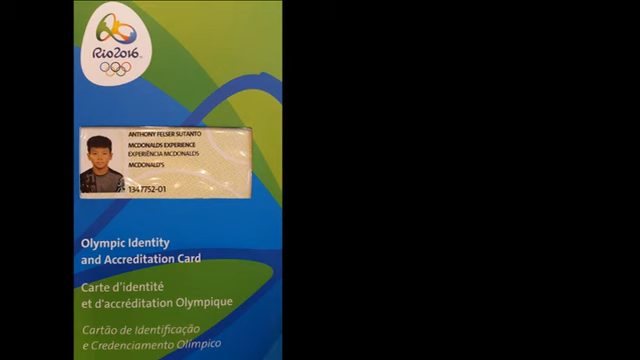 Rio2016
ANTHONY FELSER SUTANTO
MCDONALDS EXPERIENCE
EXPERIÊNCIA MCDONALDS
MCDONALD'S
1347752-01
Olympic Identity
and Accreditation Card
Carte d'identité
et d'accréditation Olympique
Cartão de Identificação
e Credenciamento Olímpico